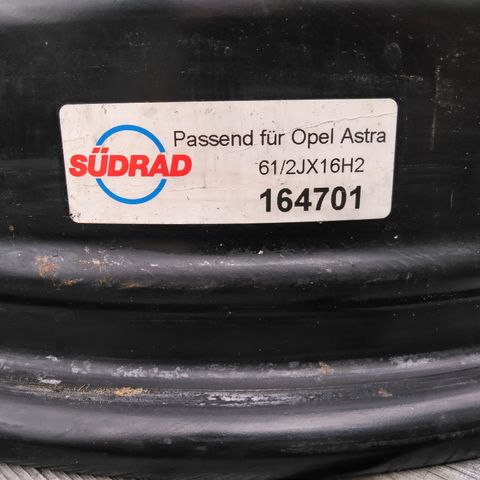 SÜDRAD
Passend für Opel Astra
61/2JX16H2
164701